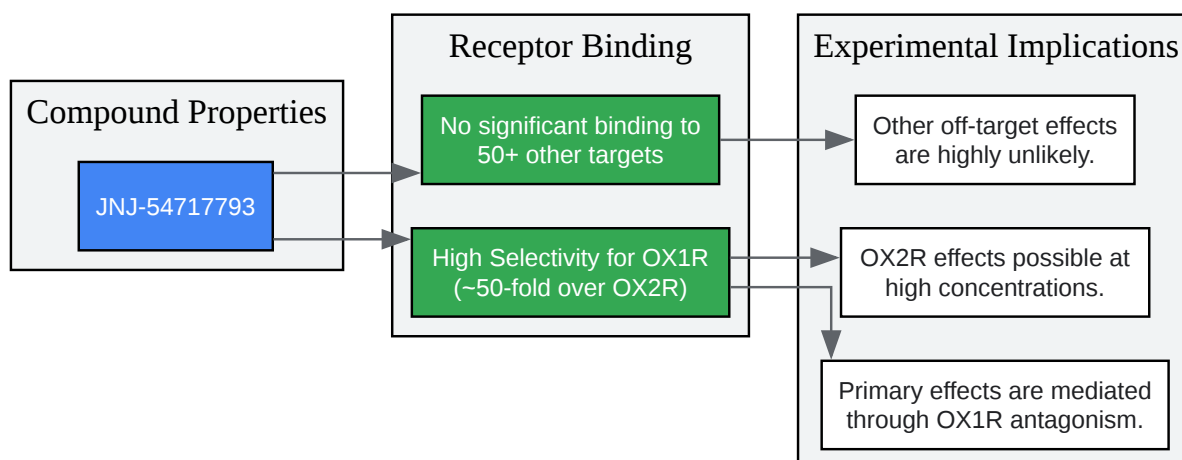 Compound Properties
JNJ-54717793
Receptor Binding
No significant binding to
50+ other targets
High Selectivity for OX1R
(~50-fold over OX2R)
Experimental Implications
Other off-target effects
are highly unlikely.
OX2R effects possible at
high concentrations.
Primary effects are mediated
through OX1R antagonism.